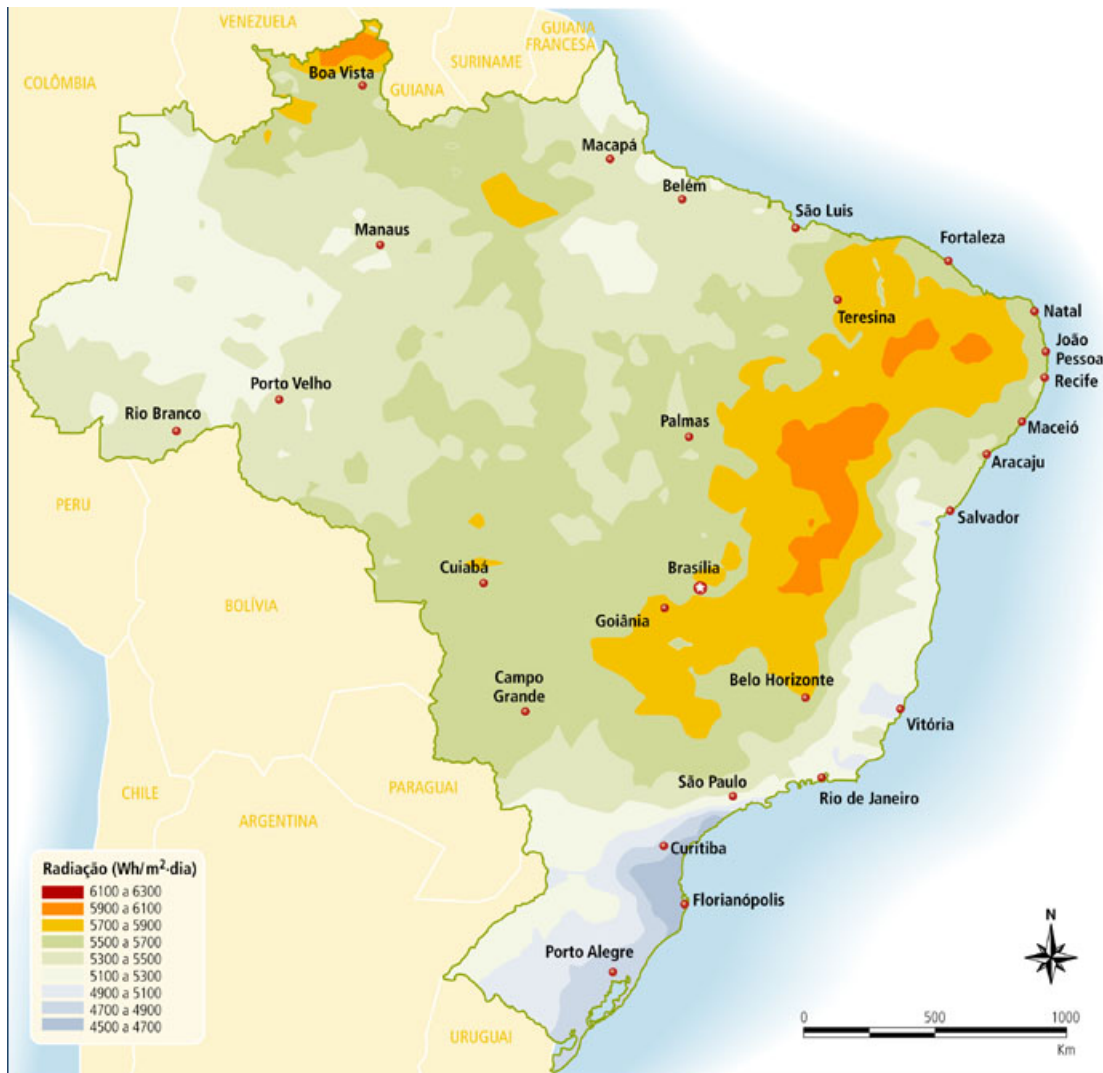 VENEZUELA
GUIANA
FRANCESA
SURINAME
COLÔMBIA
Boa Vista
GUIANA
Macapá
Belém
São Luis
Manaus
Fortaleza
Teresina
Natal
João
Pessoa
Porto Velho
Recife
Rio Branco
Palmas
Maceió
Aracaju
PERU
Salvador
Cuiabá
Brasília
BOLÍVIA
Goiânia
Campo
Grande
Belo Horizonte
Vitória
PARAGUAI
São Paulo
CHILE
Rio de Janeiro
ARGENTINA
Curitiba
Radiação (Wh/m²·dia)
6100 a 6300
5900 a 6100
5700 a 5900
5500 a 5700
5300 a 5500
5100 a 5300
4900 a 5100
4700 a 4900
4500 a 4700
Florianópolis
N
Porto Alegre
URUGUAI
0 500 1000
Km